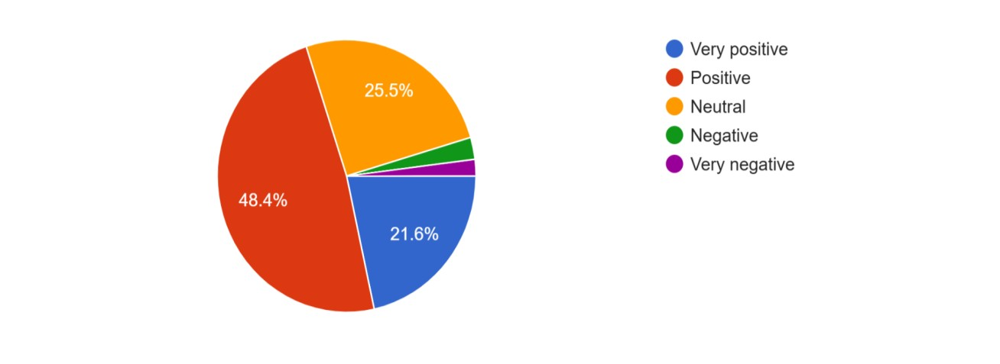 25.5%
48.4%
21.6%
Very positive
Positive
Neutral
Negative
Very negative